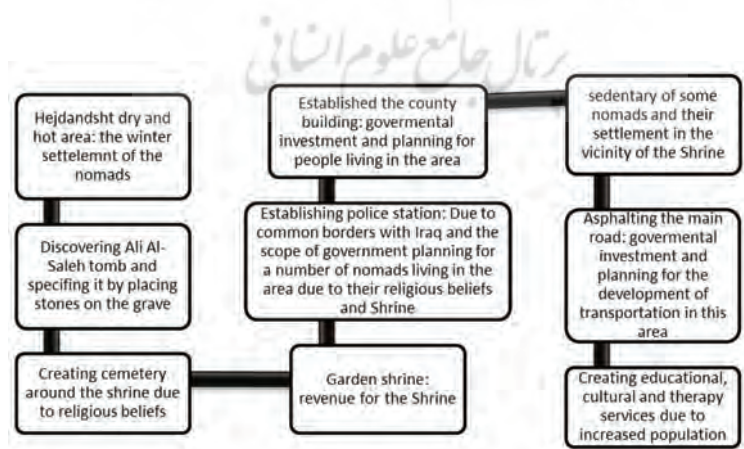 پرتال جامع علوم انسانی
Hejdandsht dry and
hot area: the winter
settelemnt of the
nomads
Discovering Ali Al-
Saleh tomb and
specifing it by placing
stones on the grave
Creating cemetery
around the shrine due
to religious beliefs
Garden shrine:
revenue for the Shrine
Establishing police station: Due to
common borders with Iraq and the
scope of government planning for
a number of nomads living in the
area due to their religious beliefs
and Shrine
Established the county
building: govermental
investment and planning for
people living in the area
sedentary of some
nomads and their
settlement in the
vicinity of the Shrine
Asphalting the main
road: govermental
investment and
planning for the
development of
transportation in this
area
Creating educational,
cultural and therapy
services due to
increased population